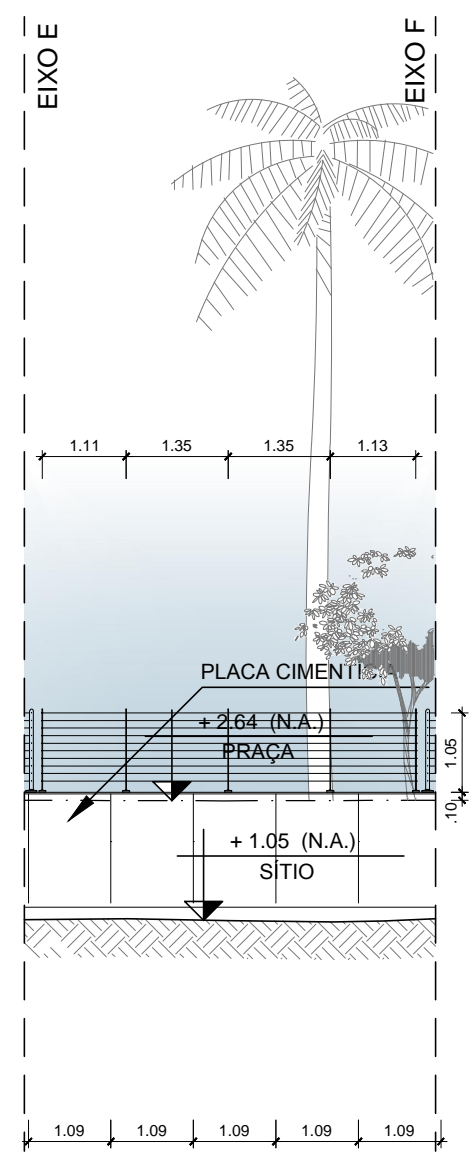 EIXO E
EIXO F
1.11 1.35 1.35 1.13
PLACA CIMENTÍCIA
+ 2.64 (N.A.)
PRAÇA
1.05
.10
+ 1.05 (N.A.)
SÍTIO
1.09 1.09 1.09 1.09 1.09